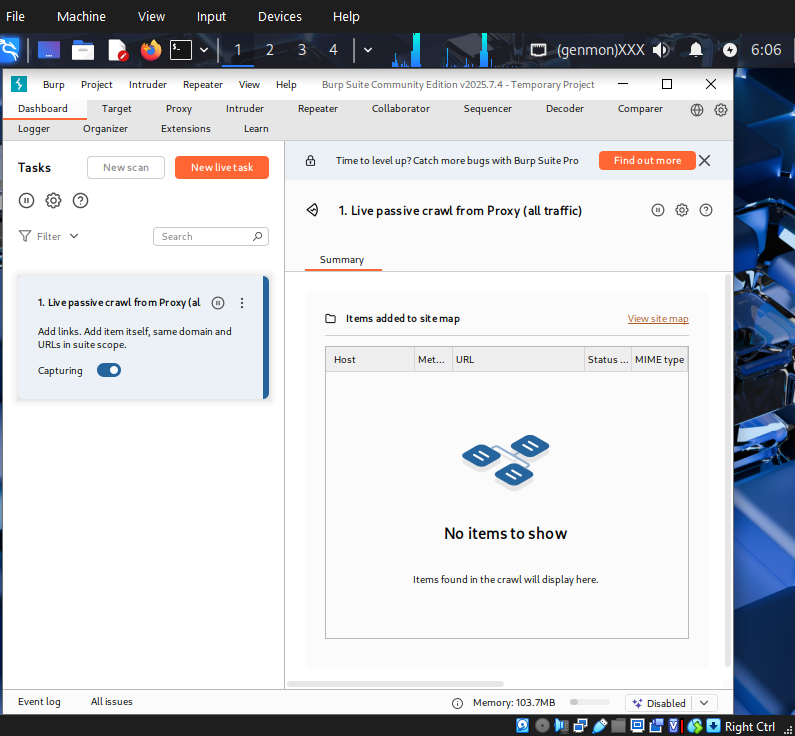 File Machine View Input Devices Help
1 2 3 4 (genmon)XXX 6:06
Burp Project Intruder Repeater View Help Burp Suite Community Edition v2025.7.4 - Temporary Project
Dashboard Target Proxy Intruder Repeater Collaborator Sequencer Decoder Comparer
Logger Organizer Extensions Learn
Tasks
New scan
New live task
Filter
Search
1. Live passive crawl from Proxy (al
Add links. Add item itself, same domain and
URLs in suite scope.
Capturing
Time to level up? Catch more bugs with Burp Suite Pro
Find out more
1. Live passive crawl from Proxy (all traffic)
Summary
Items added to site map
View site map
Host Met... URL Status ... MIME type
No items to show
Items found in the crawl will display here.
Event log All issues Memory: 103.7MB Disabled
Right Ctrl